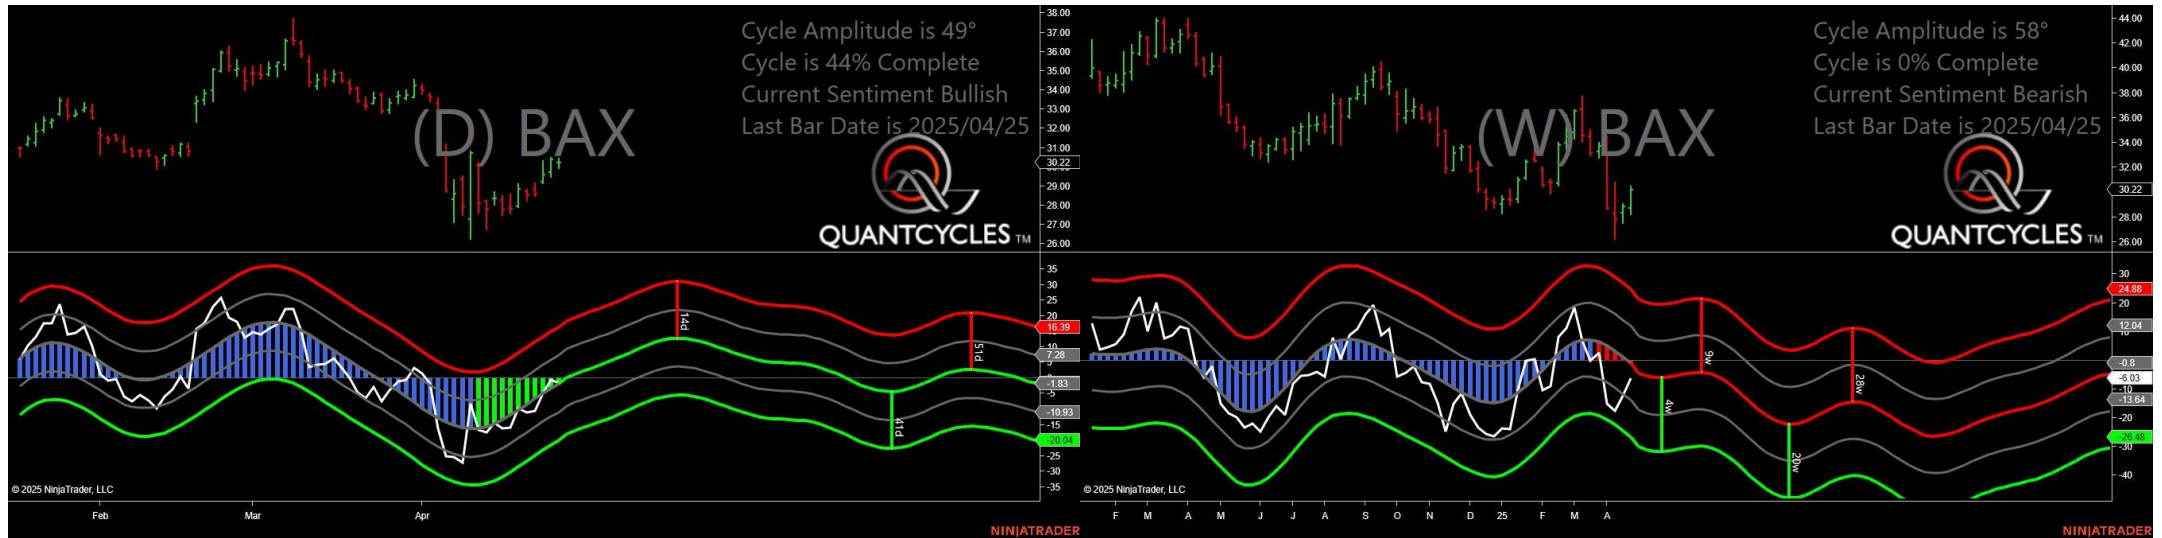 Cycle Amplitude is 49°
Cycle is 44% Complete
Current Sentiment Bullish
Last Bar Date is 2025/04/25
(D) BAX
QUANTCYCLES TM
38.00
37.00
36.00
35.00
34.00
33.00
32.00
31.00
30.22
29.00
28.00
27.00
26.00
35
30
25
20
16.39
10
7.28
0
-1.83
-5
-10.93
-15
-20.04
-25
-30
-35
14d
41d
51d
© 2025 NinjaTrader, LLC
Feb
Mar
Apr
NINJATRADER
Cycle Amplitude is 58°
Cycle is 0% Complete
Current Sentiment Bearish
Last Bar Date is 2025/04/25
(W) BAX
QUANTCYCLES TM
44.00
42.00
40.00
38.00
36.00
34.00
32.00
30.22
28.00
26.00
30
24.88
20
12.04
-0.8
-6.03
-10
-13.64
-20
-26.48
-30
-40
4w
9w
20w
28w
© 2025 NinjaTrader, LLC
F M A M J J A S O N D 25 F M A
NINJATRADER